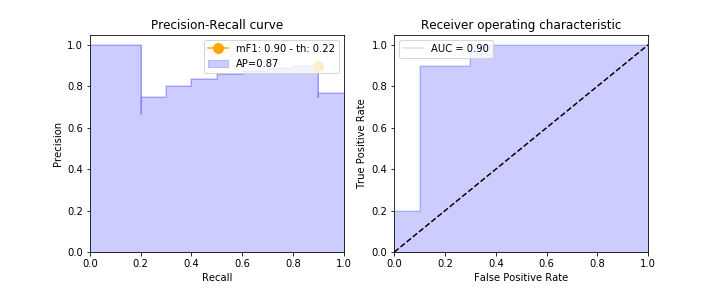 Precision-Recall curve
mF1: 0.90 - th: 0.22
AP=0.87
1.0
0.8
0.6
0.4
0.2
0.0
Precision
0.0 0.2 0.4 0.6 0.8 1.0
Recall
Receiver operating characteristic
AUC = 0.90
1.0
0.8
0.6
0.4
0.2
0.0
True Positive Rate
0.0 0.2 0.4 0.6 0.8 1.0
False Positive Rate